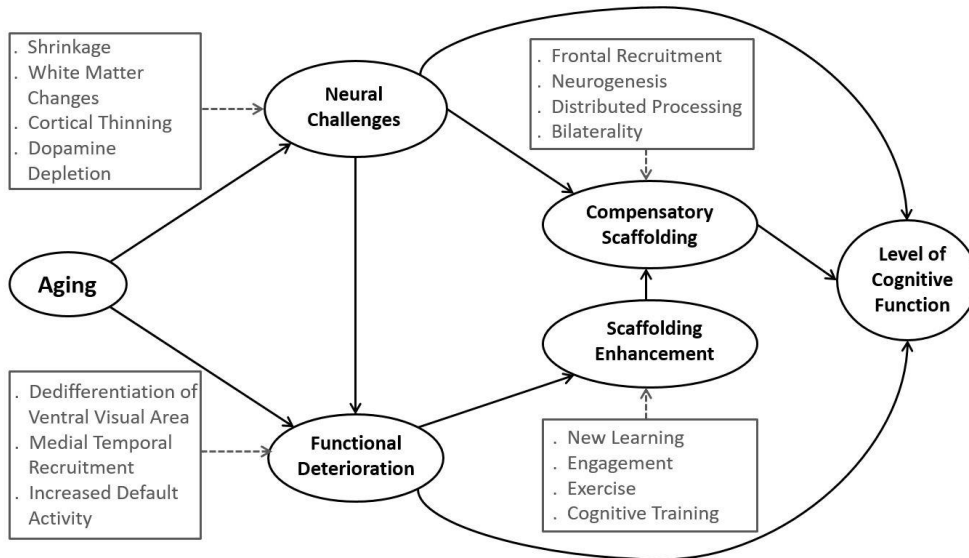 . Shrinkage
. White Matter
Changes
. Cortical Thinning
. Dopamine
Depletion
Neural
Challenges
. Frontal Recruitment
. Neurogenesis
. Distributed Processing
. Bilaterality
Compensatory
Scaffolding
Aging
Level of
Cognitive
Function
Scaffolding
Enhancement
. Dedifferentiation of
Ventral Visual Area
. Medial Temporal
Recruitment
. Increased Default
Activity
Functional
Deterioration
. New Learning
. Engagement
. Exercise
. Cognitive Training